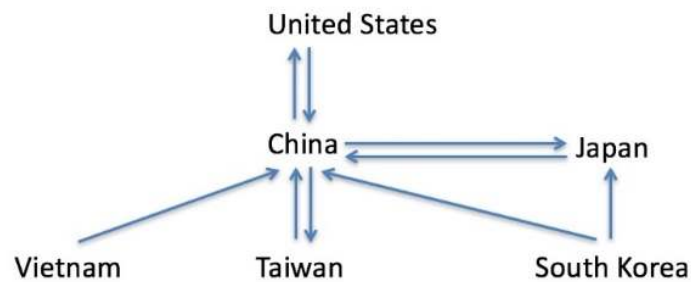 United States
China
Japan
Vietnam
Taiwan
South Korea